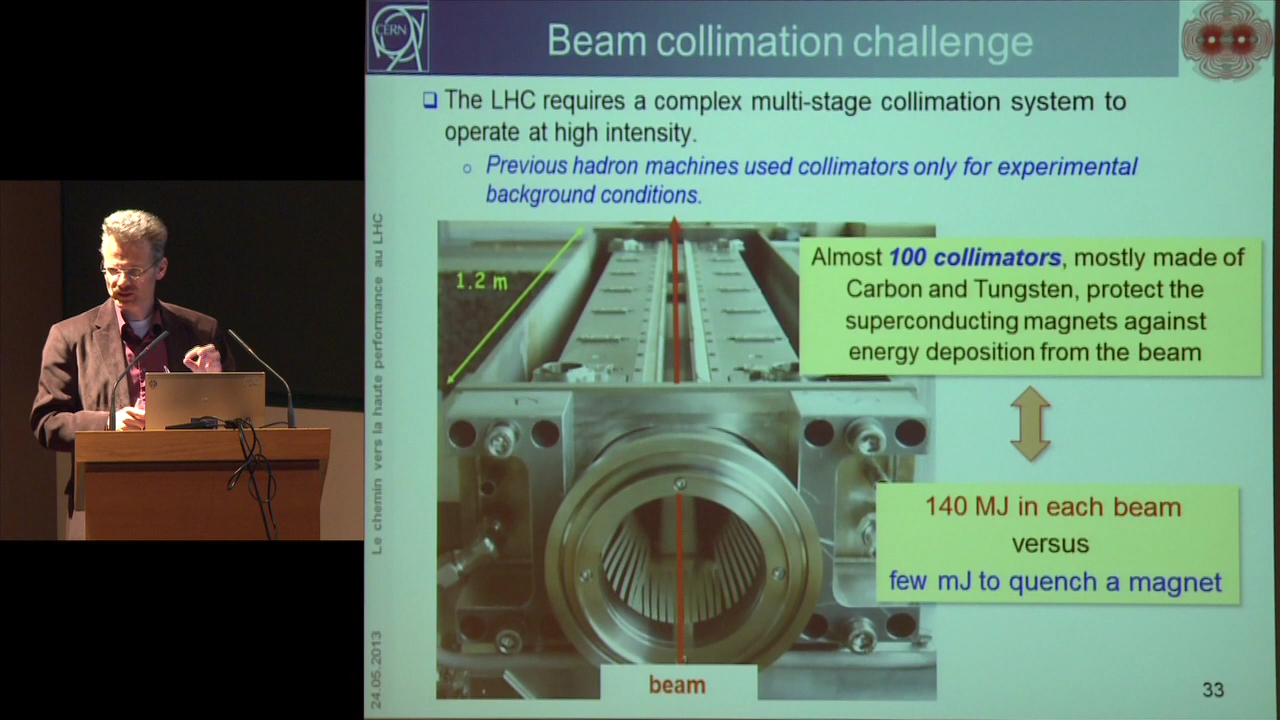 CERN
Beam collimation challenge
The LHC requires a complex multi-stage collimation system to
operate at high intensity.
Previous hadron machines used collimators only for experimental
background conditions.
1.2 m
Almost 100 collimators, mostly made of
Carbon and Tungsten, protect the
superconducting magnets against
energy deposition from the beam
140 MJ in each beam
versus
few mJ to quench a magnet
beam
Le chemin vers la haute performance au LHC
24.05.2013
33